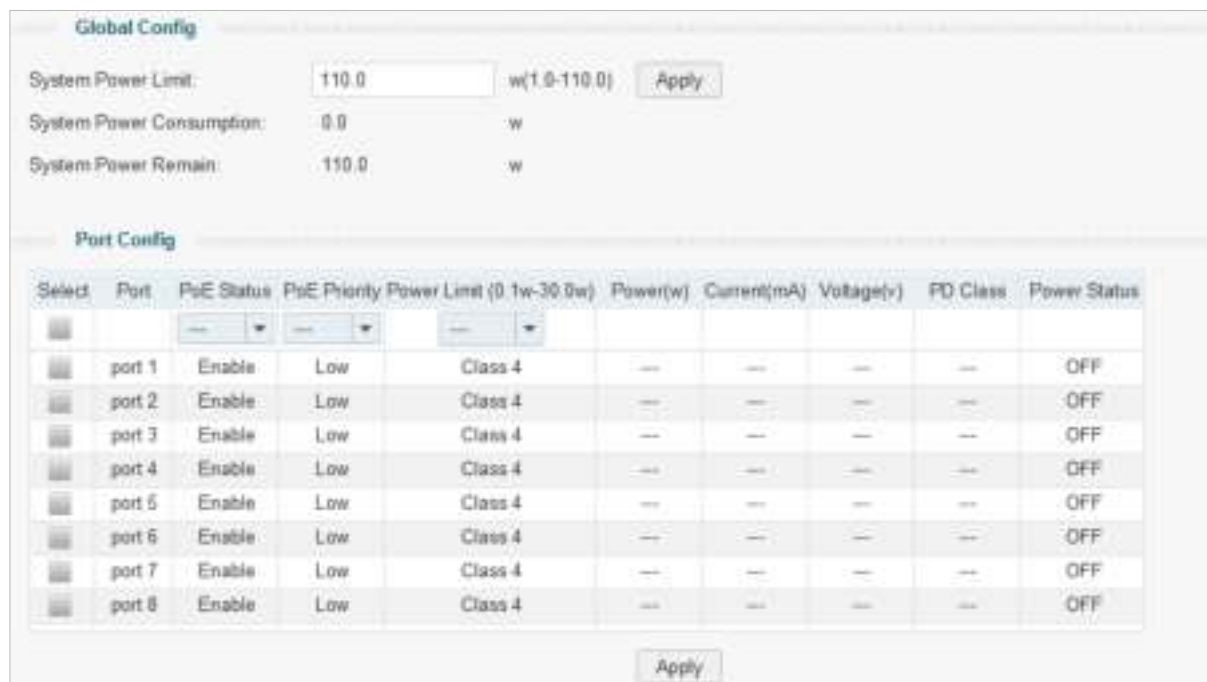 Global Config
System Power Limit: 110.0 w(1.0-110.0) Apply
System Power Consumption: 0.0 w
System Power Remain: 110.0 w
Port Config
Select Port PoE Status PoE Priority Power Limit (0.1w-30.0w) Power(w) Current(mA) Voltage(v) PD Class Power Status
--- --- ---
port 1 Enable Low Class 4 --- --- --- --- OFF
port 2 Enable Low Class 4 --- --- --- --- OFF
port 3 Enable Low Class 4 --- --- --- --- OFF
port 4 Enable Low Class 4 --- --- --- --- OFF
port 5 Enable Low Class 4 --- --- --- --- OFF
port 6 Enable Low Class 4 --- --- --- --- OFF
port 7 Enable Low Class 4 --- --- --- --- OFF
port 8 Enable Low Class 4 --- --- --- --- OFF
Apply